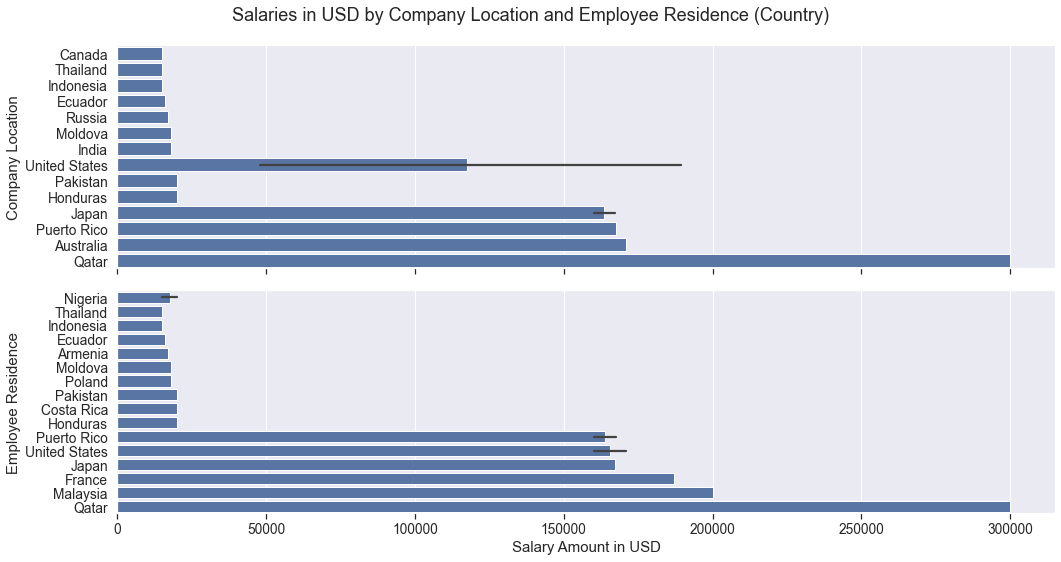 Salaries in USD by Company Location and Employee Residence (Country)
Company Location
Canada
Thailand
Indonesia
Ecuador
Russia
Moldova
India
United States
Pakistan
Honduras
Japan
Puerto Rico
Australia
Qatar
Employee Residence
Nigeria
Thailand
Indonesia
Ecuador
Armenia
Moldova
Poland
Pakistan
Costa Rica
Honduras
Puerto Rico
United States
Japan
France
Malaysia
Qatar
0 50000 100000 150000 200000 250000 300000
Salary Amount in USD